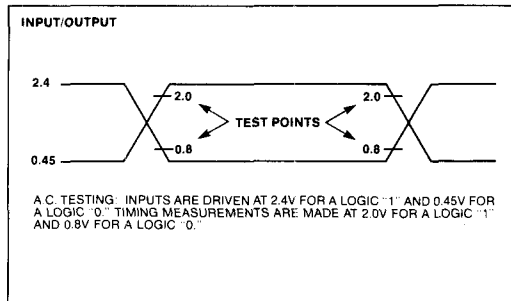 INPUT/OUTPUT
2.4
2.0
2.0
TEST POINTS
0.8
0.8
0.45
A.C. TESTING: INPUTS ARE DRIVEN AT 2.4V FOR A LOGIC "1" AND 0.45V FOR
A LOGIC "0." TIMING MEASUREMENTS ARE MADE AT 2.0V FOR A LOGIC "1"
AND 0.8V FOR A LOGIC "0."